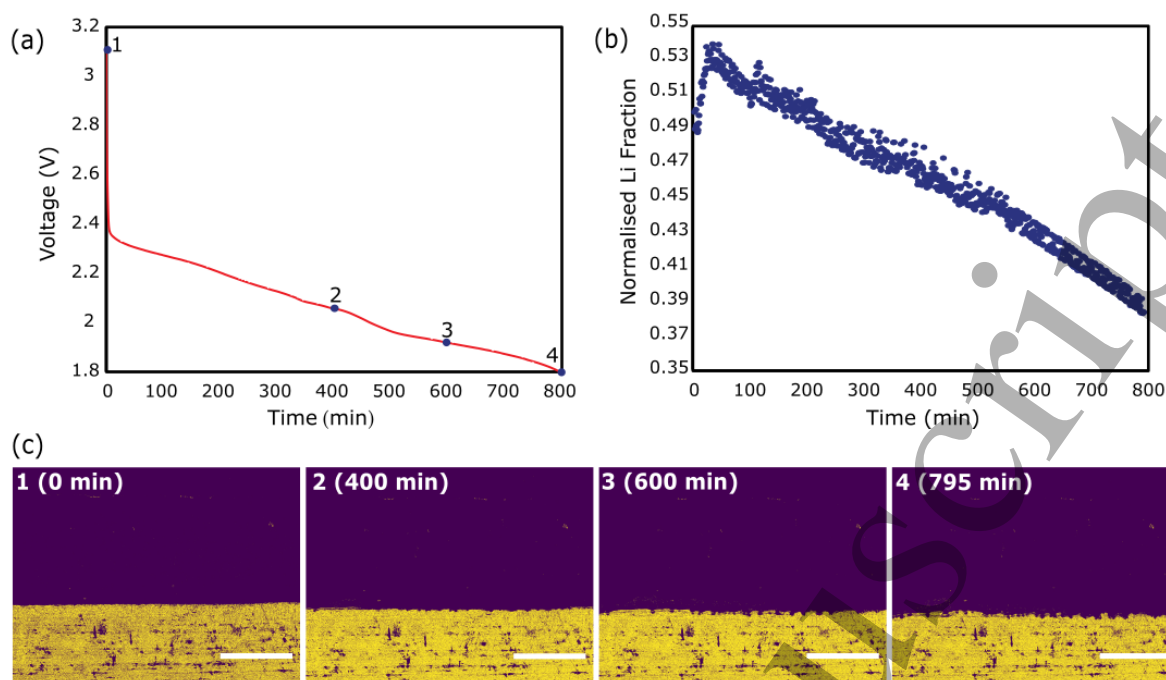 (a)
3.2
3
2.8
2.6
2.4
2.2
2
1.8
Voltage (V)
1
2
3
4
0 100 200 300 400 500 600 700 800
Time (min)
(b)
0.55
0.53
0.51
0.49
0.47
0.45
0.43
0.41
0.39
0.37
0.35
Normalised Li Fraction
0 100 200 300 400 500 600 700 800
Time (min)
(c)
1 (0 min)
2 (400 min)
3 (600 min)
4 (795 min)
script